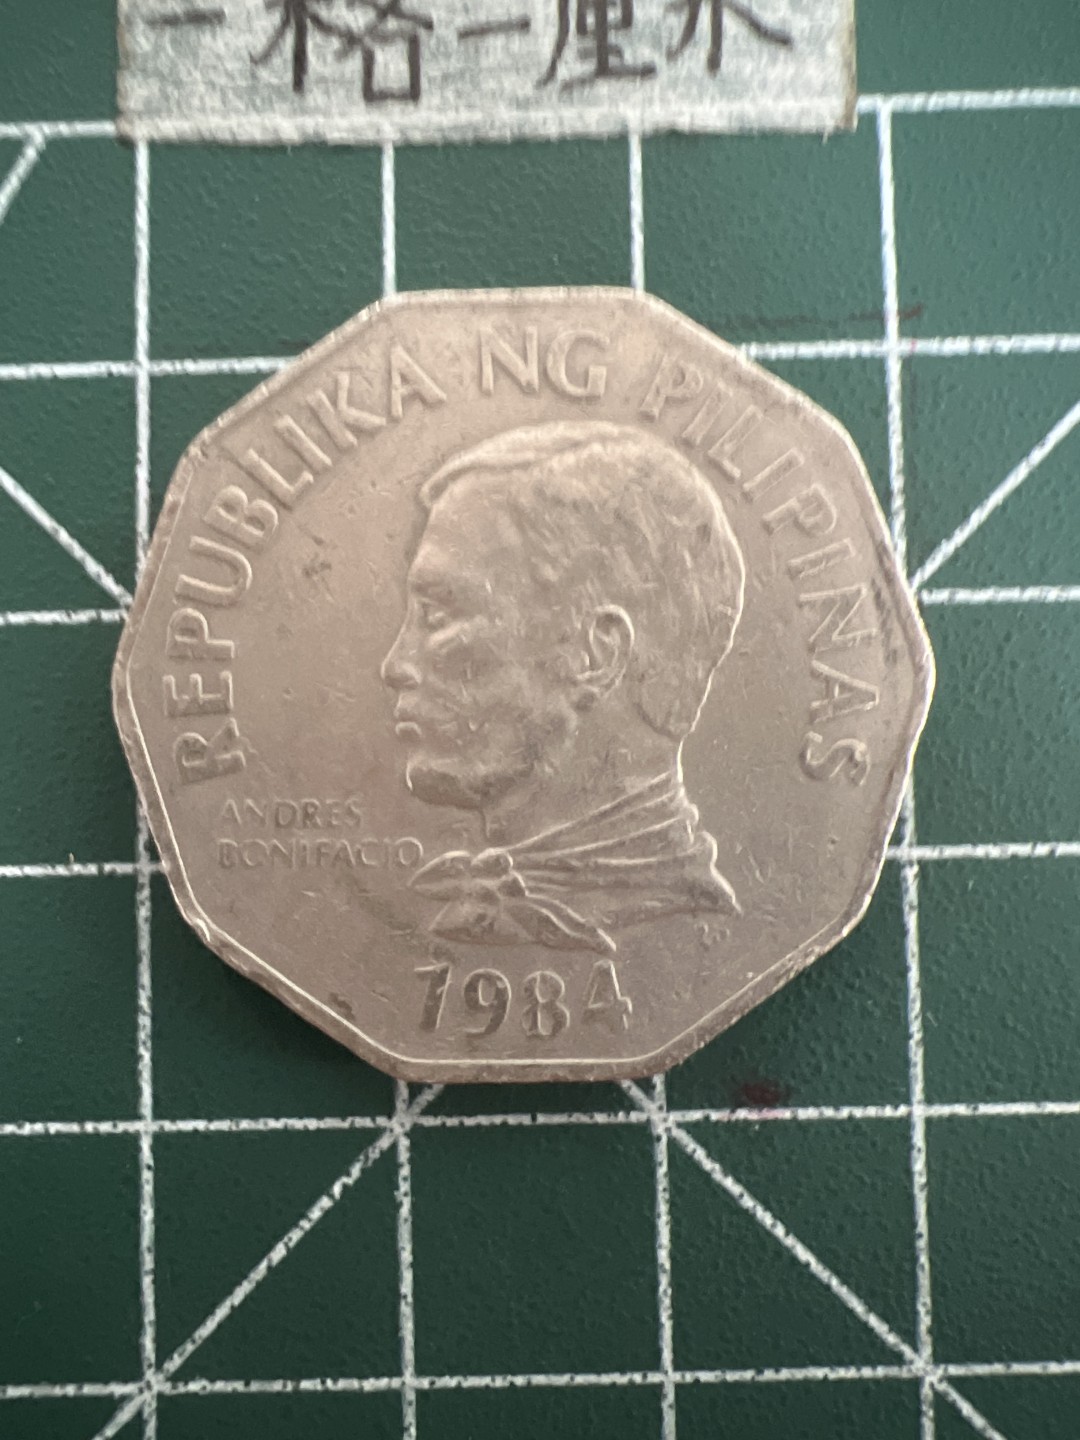 一格一厘米
REPUBLIKA NG PILIPINAS
ANDRES
BONIFACIO
1984